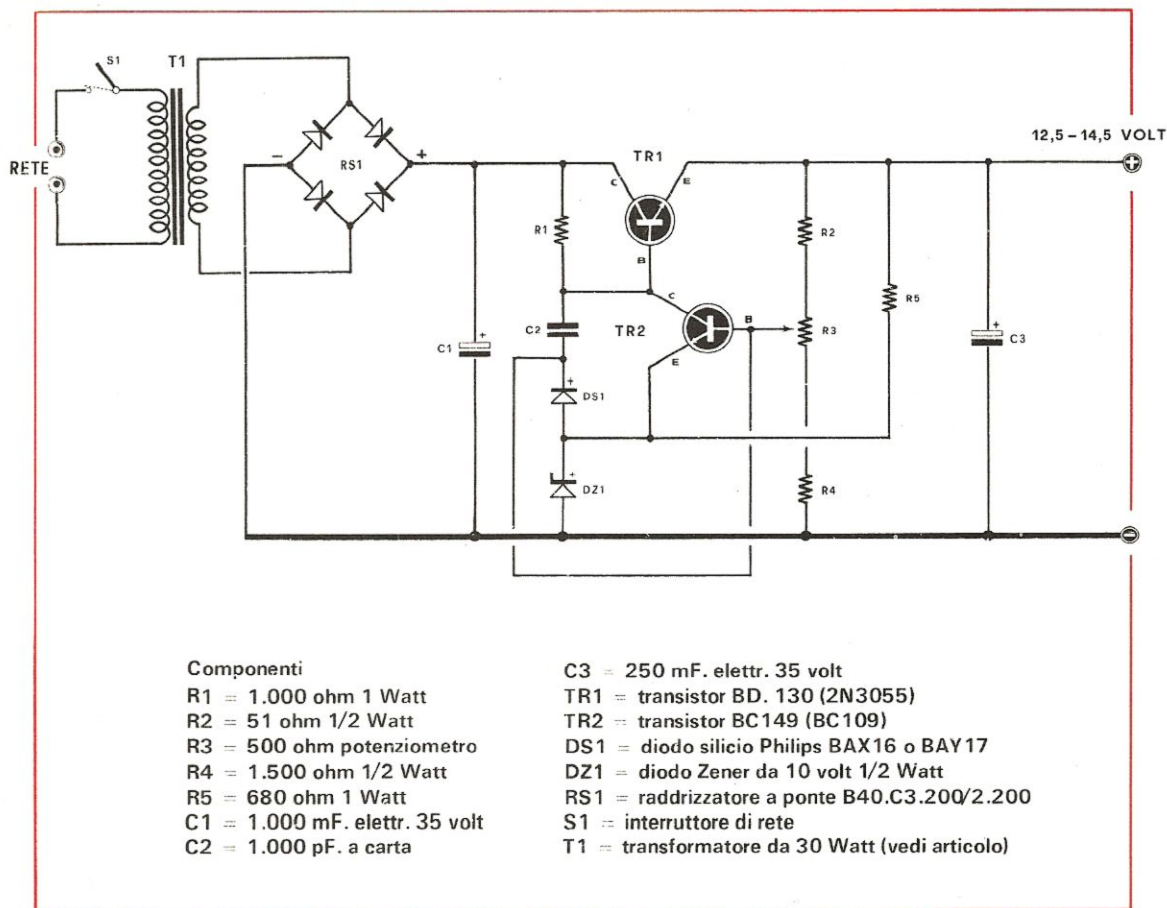 S1
T1
RETE
−
RS1
+
C1
R1
C2
DS1
DZ1
TR1
C
E
B
TR2
C
B
E
R2
R3
R4
R5
C3
12,5–14,5 VOLT
+
−
Componenti
R1 = 1.000 ohm 1 Watt
R2 = 51 ohm 1/2 Watt
R3 = 500 ohm potenziometro
R4 = 1.500 ohm 1/2 Watt
R5 = 680 ohm 1 Watt
C1 = 1.000 mF. elettr. 35 volt
C2 = 1.000 pF. a carta
C3 = 250 mF. elettr. 35 volt
TR1 = transistor BD. 130 (2N3055)
TR2 = transistor BC149 (BC109)
DS1 = diodo silicio Philips BAX16 o BAY17
DZ1 = diodo Zener da 10 volt 1/2 Watt
RS1 = raddrizzatore a ponte B40.C3.200/2.200
S1 = interruttore di rete
T1 = transformatore da 30 Watt (vedi articolo)